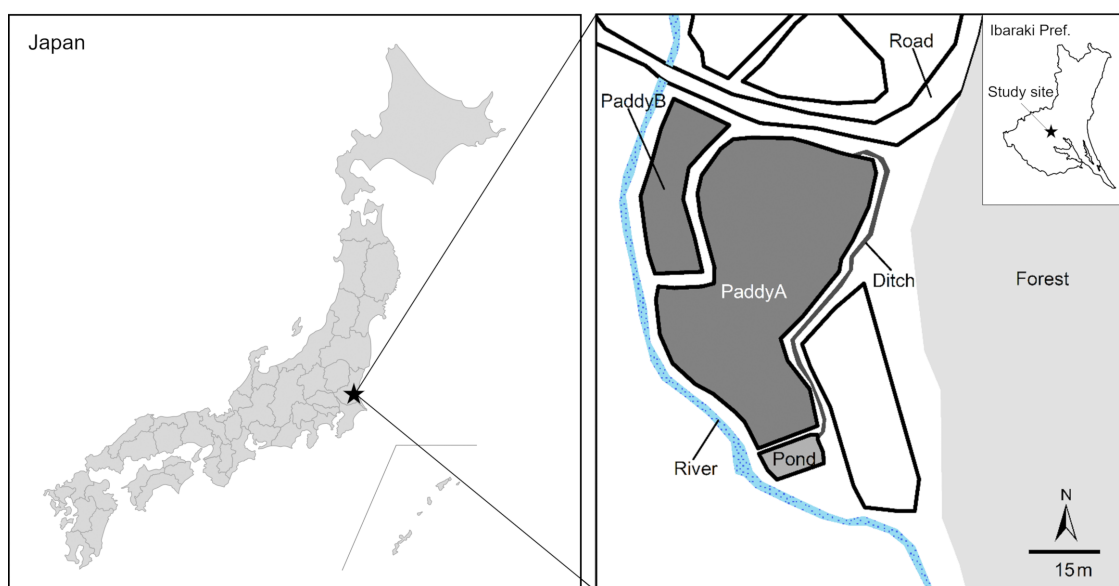 Japan
Ibaraki Pref.
Study site
Road
PaddyB
Ditch
Forest
PaddyA
River
Pond
N
15m